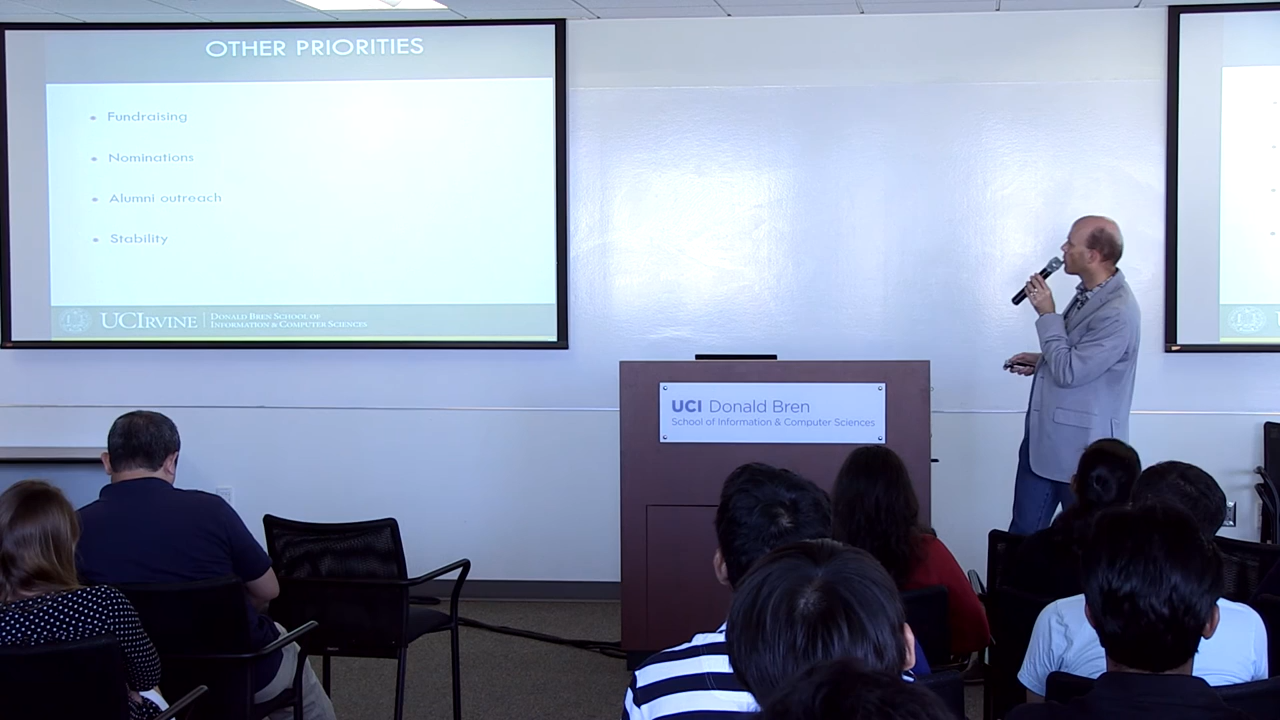 OTHER PRIORITIES
• Fundraising
• Nominations
• Alumni outreach
• Stability
UCIRVINE | DONALD BREN SCHOOL OF
INFORMATION & COMPUTER SCIENCES
UCI Donald Bren
School of Information & Computer Sciences